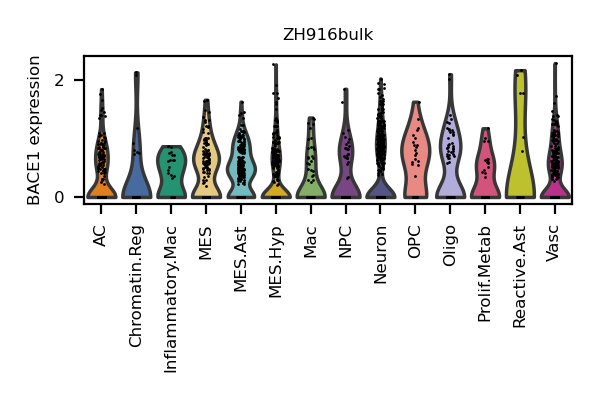 ZH916bulk
BACE1 expression
2
0
AC
Chromatin.Reg
Inflammatory.Mac
MES
MES.Ast
MES.Hyp
Mac
NPC
Neuron
OPC
Oligo
Prolif.Metab
Reactive.Ast
Vasc